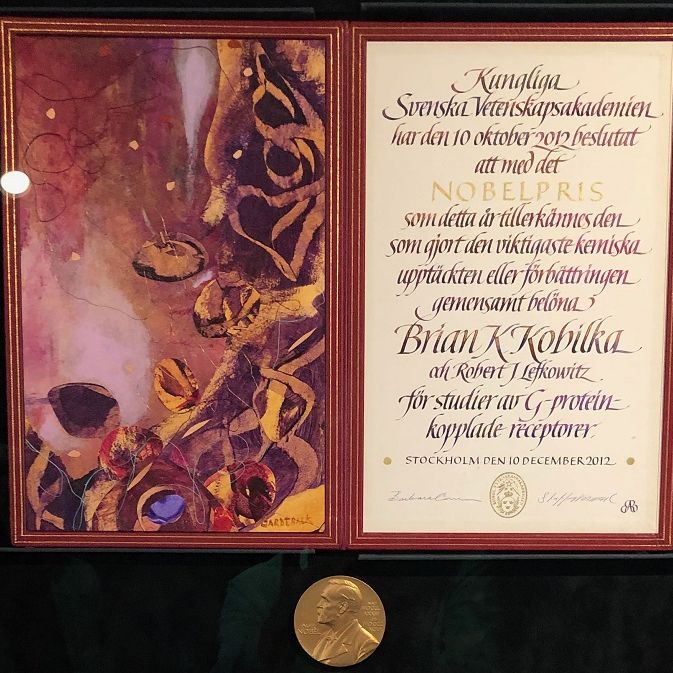 Kungliga
Svenska Vetenskapsakademien
har den 10 oktober 2012 beslutat
att med det
NOBELPRIS
som detta år tillerkännes den
som gjort den viktigaste kemiska
upptäckten eller förbättringen
gemensamt belöna
Brian K Kobilka
och Robert J Lefkowitz
för studier av G-protein-
kopplade receptorer.
STOCKHOLM DEN 10 DECEMBER 2012
ALFR.
NOBEL